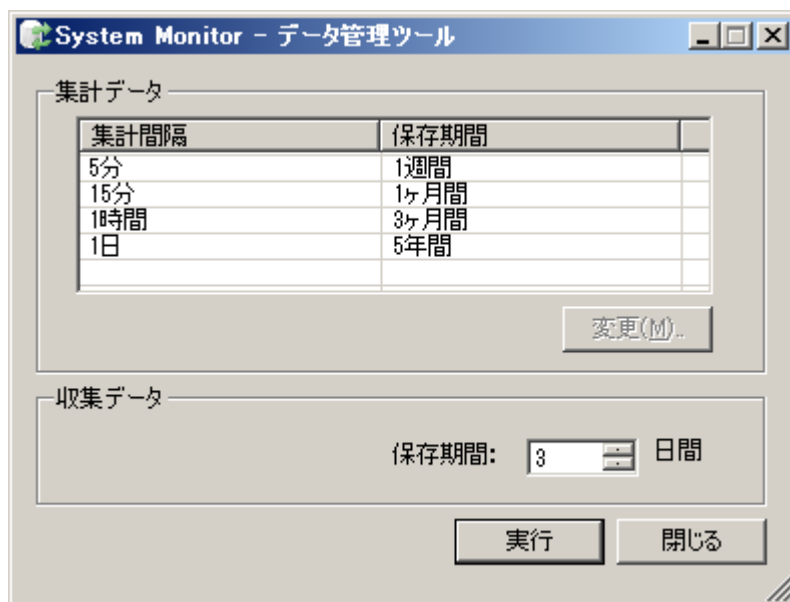 System Monitor - データ管理ツール
集計データ
集計間隔 保存期間
5分 1週間
15分 1ヶ月間
1時間 3ヶ月間
1日 5年間
変更(M)..
収集データ
保存期間: 3 日間
実行 閉じる